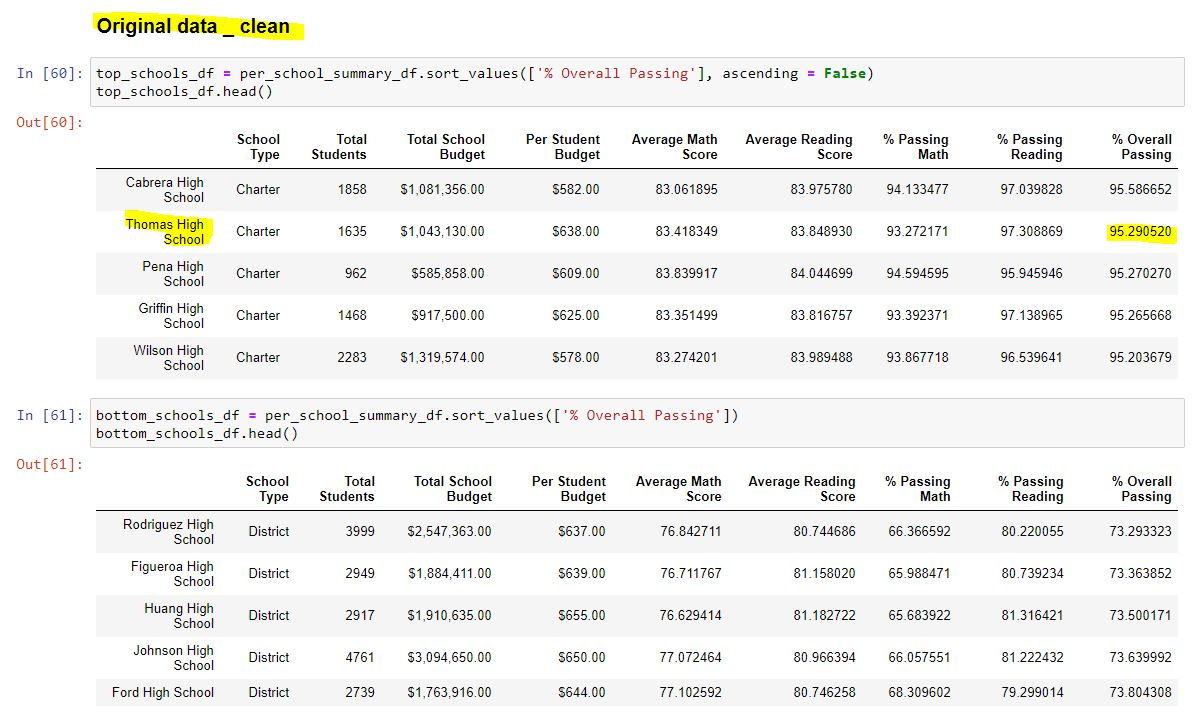 Original data _ clean
In [60]: top_schools_df = per_school_summary_df.sort_values(['% Overall Passing'], ascending = False)
top_schools_df.head()
Out[60]:
School Type Total Students Total School Budget Per Student Budget Average Math Score Average Reading Score % Passing Math % Passing Reading % Overall Passing
Cabrera High School Charter 1858 $1,081,356.00 $582.00 83.061895 83.975780 94.133477 97.039828 95.586652
Thomas High School Charter 1635 $1,043,130.00 $638.00 83.418349 83.848930 93.272171 97.308869 95.290520
Pena High School Charter 962 $585,858.00 $609.00 83.839917 84.044699 94.594595 95.945946 95.270270
Griffin High School Charter 1468 $917,500.00 $625.00 83.351499 83.816757 93.392371 97.138965 95.265668
Wilson High School Charter 2283 $1,319,574.00 $578.00 83.274201 83.989488 93.867718 96.539641 95.203679
In [61]: bottom_schools_df = per_school_summary_df.sort_values(['% Overall Passing'])
bottom_schools_df.head()
Out[61]:
School Type Total Students Total School Budget Per Student Budget Average Math Score Average Reading Score % Passing Math % Passing Reading % Overall Passing
Rodriguez High School District 3999 $2,547,363.00 $637.00 76.842711 80.744686 66.366592 80.220055 73.293323
Figueroa High School District 2949 $1,884,411.00 $639.00 76.711767 81.158020 65.988471 80.739234 73.363852
Huang High School District 2917 $1,910,635.00 $655.00 76.629414 81.182722 65.683922 81.316421 73.500171
Johnson High School District 4761 $3,094,650.00 $650.00 77.072464 80.966394 66.057551 81.222432 73.639992
Ford High School District 2739 $1,763,916.00 $644.00 77.102592 80.746258 68.309602 79.299014 73.804308